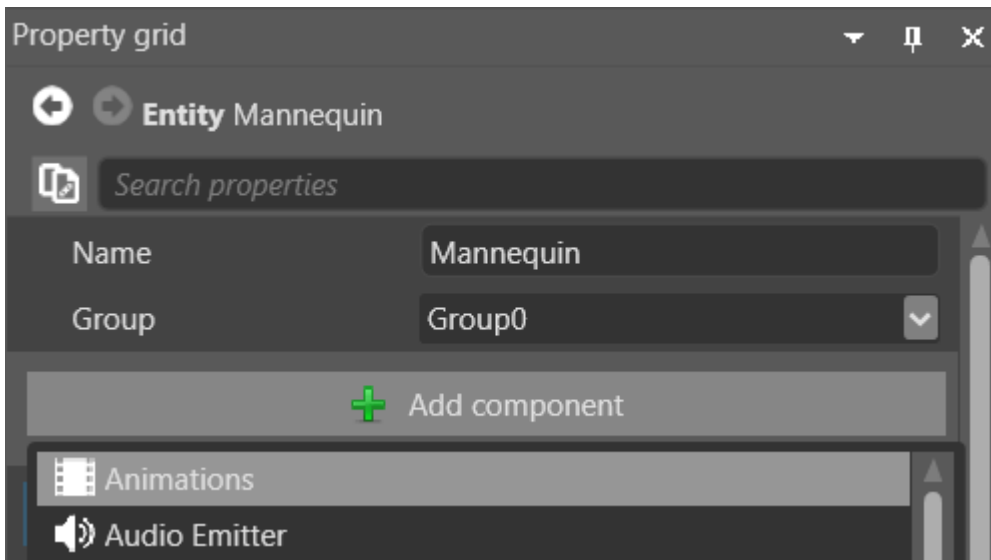 Property grid
Entity Mannequin
Search properties
Name Mannequin
Group Group0
Add component
Animations
Audio Emitter